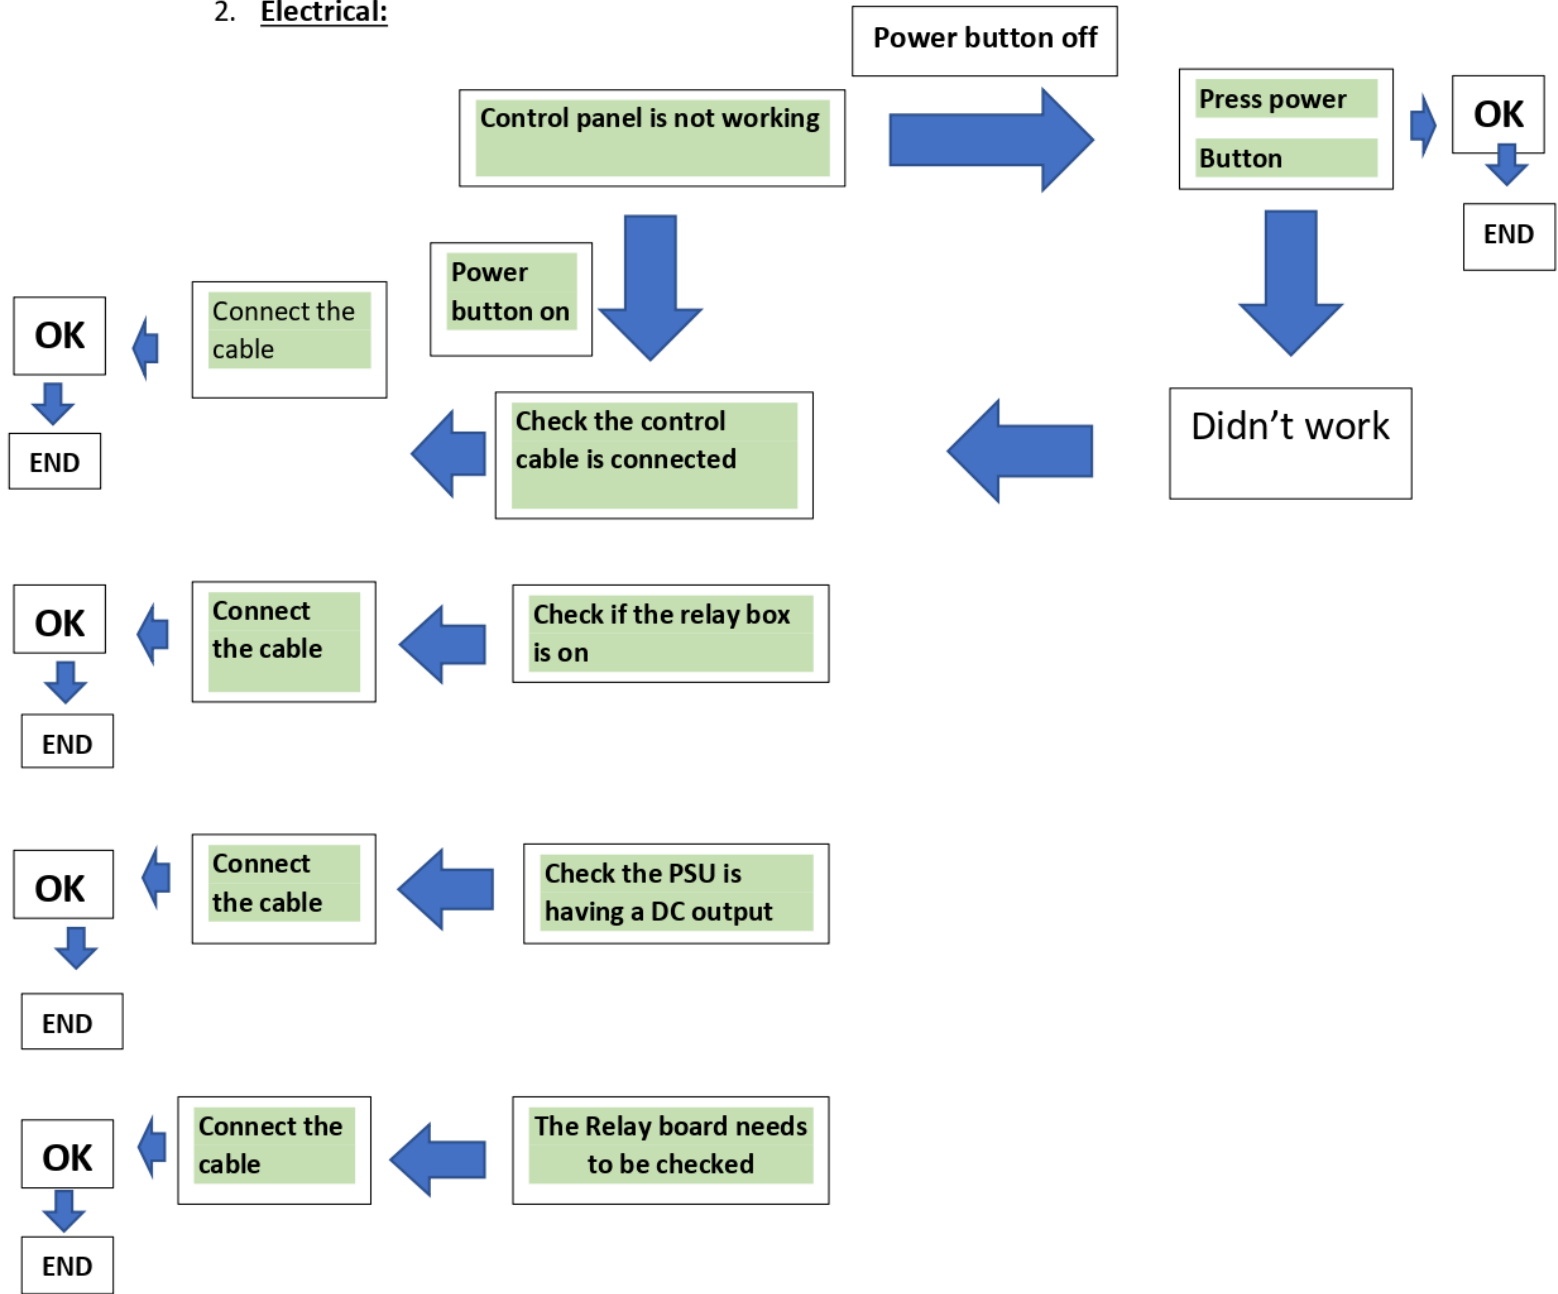 2. Electrical:
Power button off
Control panel is not working
Press power
Button
OK
END
Power
button on
Connect the
cable
OK
END
Check the control
cable is connected
Didn’t work
OK
Connect
the cable
Check if the relay box
is on
END
OK
Connect
the cable
Check the PSU is
having a DC output
END
OK
Connect the
cable
The Relay board needs
to be checked
END